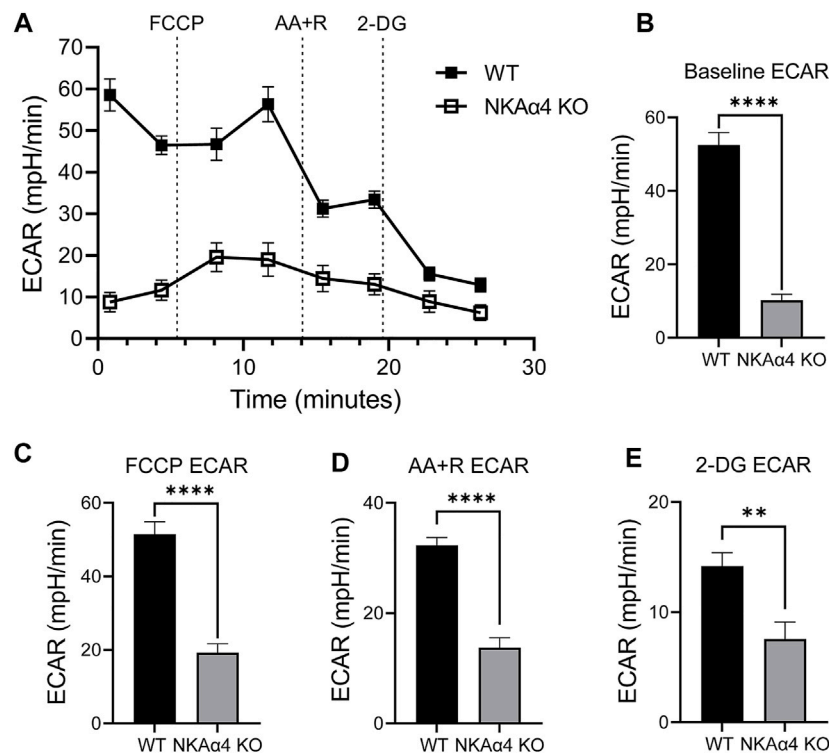 A
FCCP AA+R 2-DG
70
60
50
40
30
20
10
0
ECAR (mpH/min)
WT
NKAα4 KO
0 10 20 30
Time (minutes)
B
Baseline ECAR
****
60
40
20
0
ECAR (mpH/min)
WT NKAα4 KO
C
FCCP ECAR
****
60
40
20
0
ECAR (mpH/min)
WT NKAα4 KO
D
AA+R ECAR
****
40
20
0
ECAR (mpH/min)
WT NKAα4 KO
E
2-DG ECAR
**
20
10
0
ECAR (mpH/min)
WT NKAα4 KO